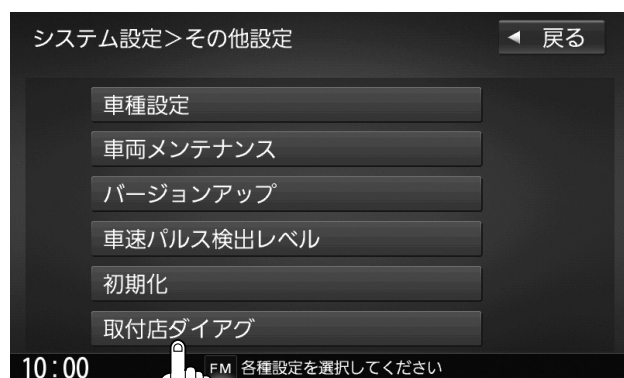 システム設定＞その他設定
◀ 戻る
車種設定
車両メンテナンス
バージョンアップ
車速パルス検出レベル
初期化
取付店ダイアグ
10:00 FM 各種設定を選択してください